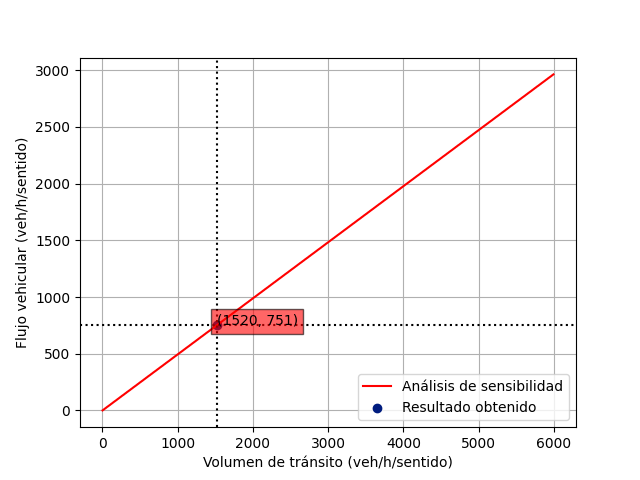 3000
2500
2000
1500
1000
500
0
Flujo vehicular (veh/h/sentido)
(1520, 751)
Análisis de sensibilidad
Resultado obtenido
0 1000 2000 3000 4000 5000 6000
Volumen de tránsito (veh/h/sentido)